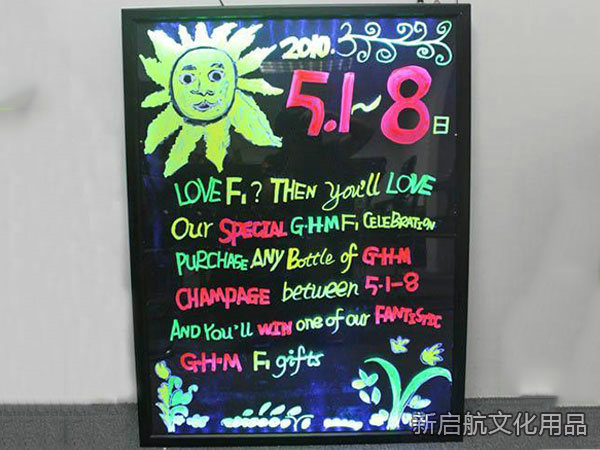 2010.
5.1~8日
LOVE F1? THEN you'll LOVE
Our SPECIAL G·H·M F1 CELEBRATION
PURCHASE ANY Bottle of G·H·M
CHAMPAGE between 5·1-8
AND YOU'll WIN one of our FANTISTIC
G·H·M F1 gifts
新启航文化用品